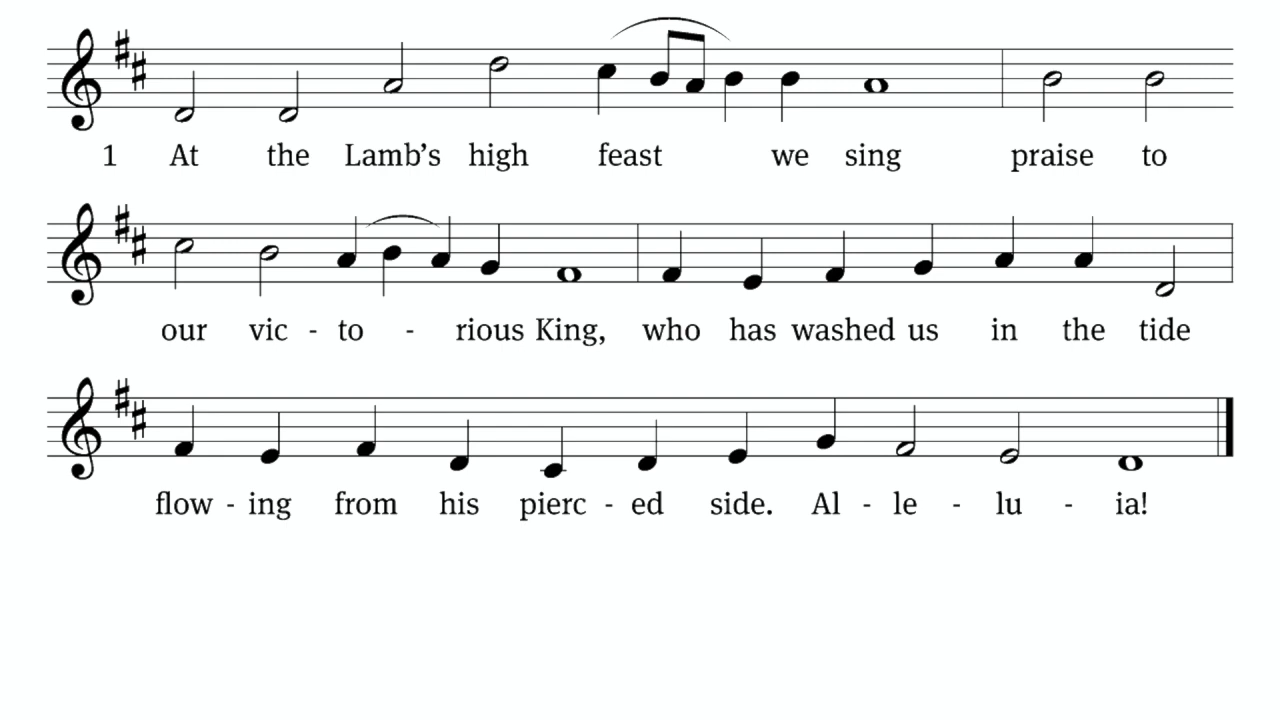 1 At the Lamb's high feast we sing praise to
our vic - to - rious King, who has washed us in the tide
flow - ing from his pierc - ed side. Al - le - lu - ia!